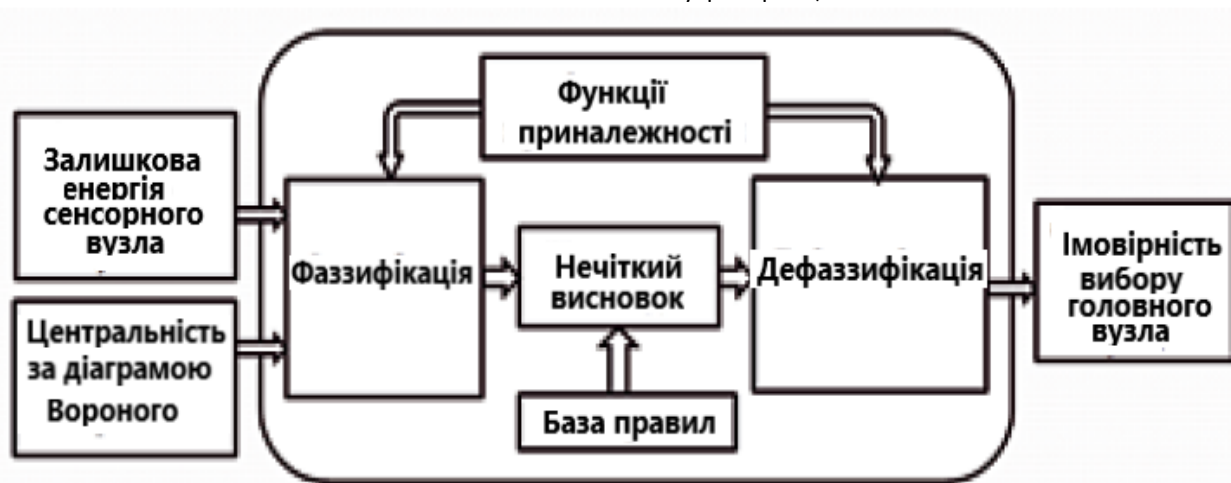 Функції
приналежності
Залишкова
енергія
сенсорного
вузла
Фаззифікація
Нечіткий
висновок
Дефаззифікація
Імовірність
вибору
головного
вузла
Центральність
за діаграмою
Вороного
База правил